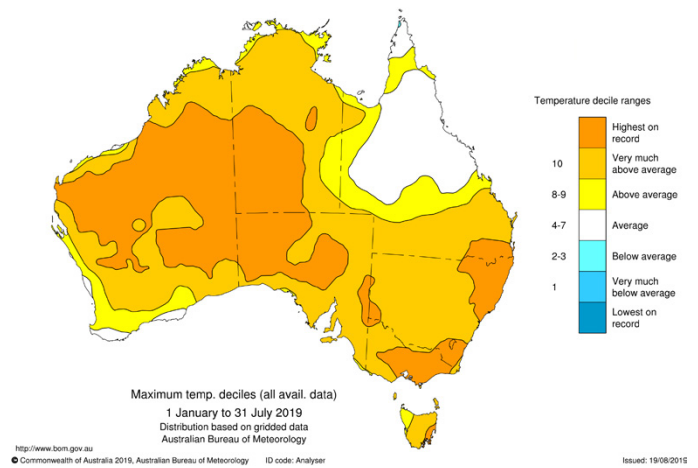 Temperature decile ranges
Highest on
record
10
Very much
above average
8-9
Above average
4-7
Average
2-3
Below average
1
Very much
below average
Lowest on
record
Maximum temp. deciles (all avail. data)
1 January to 31 July 2019
Distribution based on gridded data
Australian Bureau of Meteorology
http://www.bom.gov.au
© Commonwealth of Australia 2019, Australian Bureau of Meteorology ID code: Analyser Issued: 19/08/2019